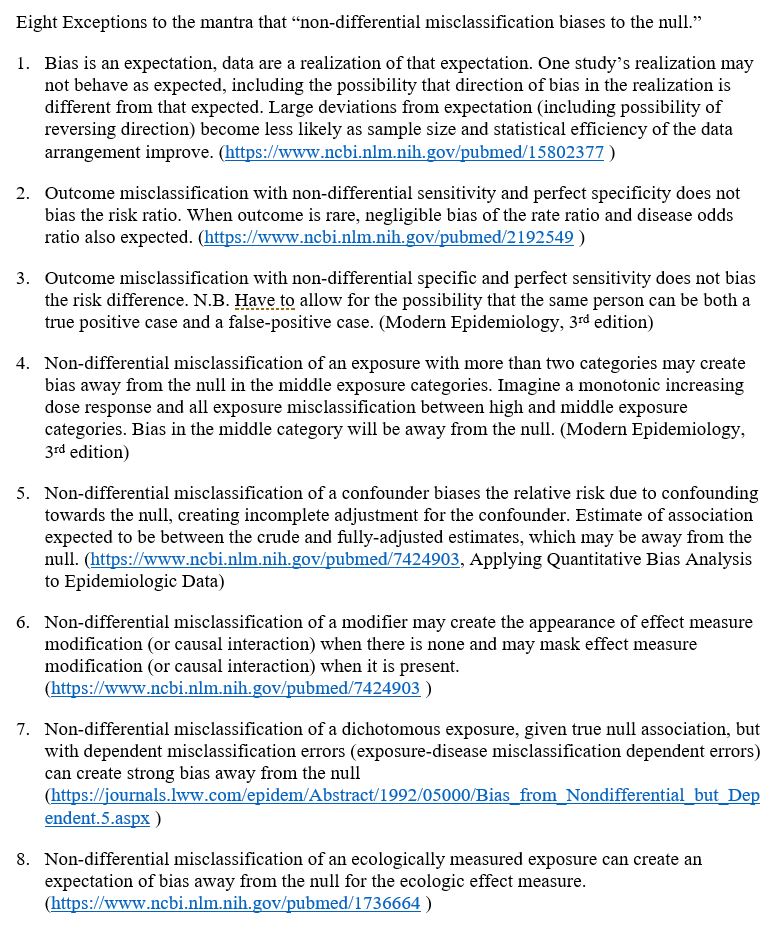 Eight Exceptions to the mantra that “non-differential misclassification biases to the null.”
1. Bias is an expectation, data are a realization of that expectation. One study’s realization may
not behave as expected, including the possibility that direction of bias in the realization is
different from that expected. Large deviations from expectation (including possibility of
reversing direction) become less likely as sample size and statistical efficiency of the data
arrangement improve. (https://www.ncbi.nlm.nih.gov/pubmed/15802377 )
2. Outcome misclassification with non-differential sensitivity and perfect specificity does not
bias the risk ratio. When outcome is rare, negligible bias of the rate ratio and disease odds
ratio also expected. (https://www.ncbi.nlm.nih.gov/pubmed/2192549 )
3. Outcome misclassification with non-differential specific and perfect sensitivity does not bias
the risk difference. N.B. Have to allow for the possibility that the same person can be both a
true positive case and a false-positive case. (Modern Epidemiology, 3rd edition)
4. Non-differential misclassification of an exposure with more than two categories may create
bias away from the null in the middle exposure categories. Imagine a monotonic increasing
dose response and all exposure misclassification between high and middle exposure
categories. Bias in the middle category will be away from the null. (Modern Epidemiology,
3rd edition)
5. Non-differential misclassification of a confounder biases the relative risk due to confounding
towards the null, creating incomplete adjustment for the confounder. Estimate of association
expected to be between the crude and fully-adjusted estimates, which may be away from the
null. (https://www.ncbi.nlm.nih.gov/pubmed/7424903, Applying Quantitative Bias Analysis
to Epidemiologic Data)
6. Non-differential misclassification of a modifier may create the appearance of effect measure
modification (or causal interaction) when there is none and may mask effect measure
modification (or causal interaction) when it is present.
(https://www.ncbi.nlm.nih.gov/pubmed/7424903 )
7. Non-differential misclassification of a dichotomous exposure, given true null association, but
with dependent misclassification errors (exposure-disease misclassification dependent errors)
can create strong bias away from the null
(https://journals.lww.com/epidem/Abstract/1992/05000/Bias_from_Nondifferential_but_Dep
endent.5.aspx )
8. Non-differential misclassification of an ecologically measured exposure can create an
expectation of bias away from the null for the ecologic effect measure.
(https://www.ncbi.nlm.nih.gov/pubmed/1736664 )